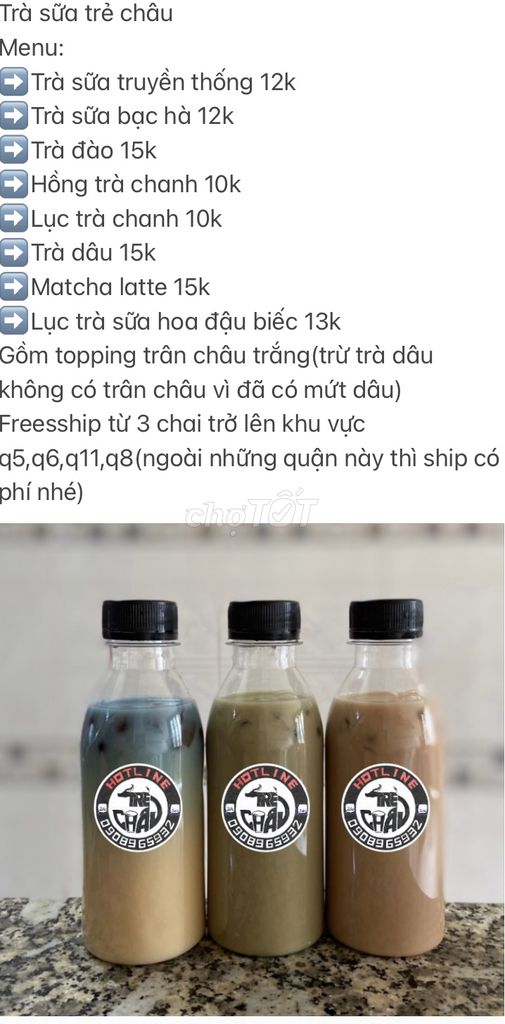 Trà sữa trẻ châu
Menu:
➡️Trà sữa truyền thống 12k
➡️Trà sữa bạc hà 12k
➡️Trà đào 15k
➡️Hồng trà chanh 10k
➡️Lục trà chanh 10k
➡️Trà dâu 15k
➡️Matcha latte 15k
➡️Lục trà sữa hoa đậu biếc 13k
Gồm topping trân châu trắng(trừ trà dâu
không có trân châu vì đã có mứt dâu)
Freesship từ 3 chai trở lên khu vực
q5,q6,q11,q8(ngoài những quận này thì ship có
phí nhé)
chợTỐT
HOTLINE
TRẺ
CHÂU
0908965932
HOTLINE
TRẺ
CHÂU
0908965932
HOTLINE
TRẺ
CHÂU
0908965932